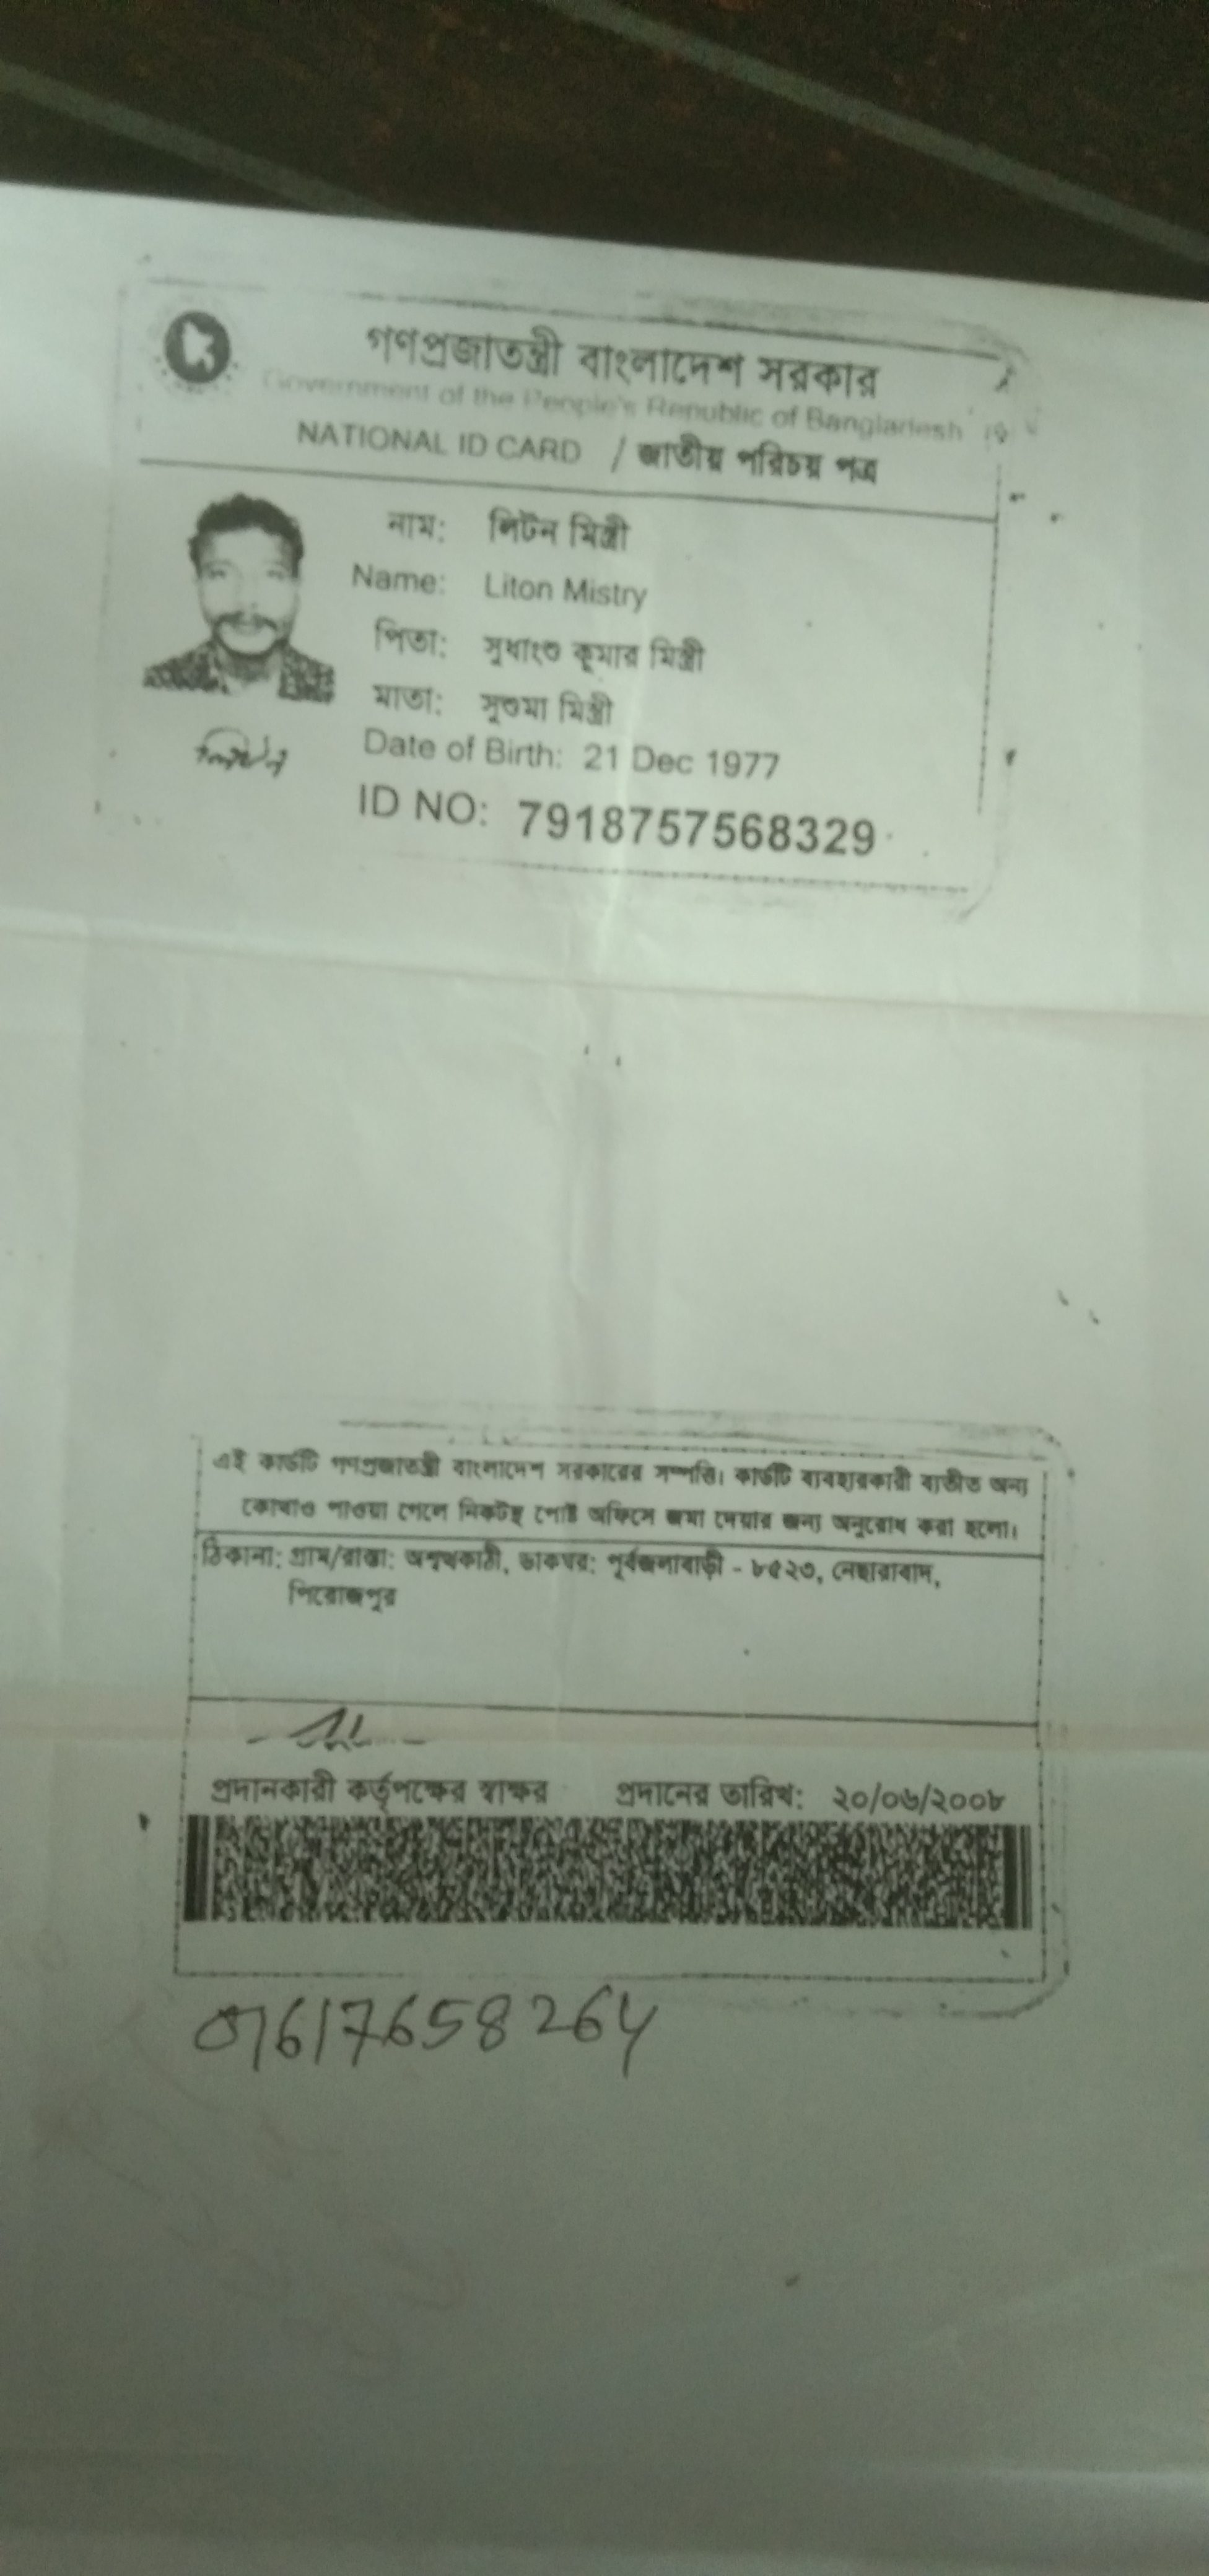 গণপ্রজাতন্ত্রী বাংলাদেশ সরকার
Government of the People's Republic of Bangladesh
NATIONAL ID CARD / জাতীয় পরিচয় পত্র
নাম: লিটন মিস্ত্রী
Name: Liton Mistry
পিতা: সুধাংশু কুমার মিস্ত্রী
মাতা: সুশুমা মিস্ত্রী
Date of Birth: 21 Dec 1977
লিটন
ID NO: 7918757568329
এই কার্ডটি গণপ্রজাতন্ত্রী বাংলাদেশ সরকারের সম্পত্তি। কার্ডটি ব্যবহারকারী ব্যতীত অন্য
কোথাও পাওয়া গেলে নিকটস্থ পোষ্ট অফিসে জমা দেয়ার জন্য অনুরোধ করা হলো।
ঠিকানা: গ্রাম/রাস্তা: অশ্বত্থকাঠী, ডাকঘর: পূর্বজলাবাড়ী - ৮৫২৩, নেছারাবাদ,
পিরোজপুর
প্রদানকারী কর্তৃপক্ষের স্বাক্ষর প্রদানের তারিখ: ২০/০৬/২০০৮
01617658264